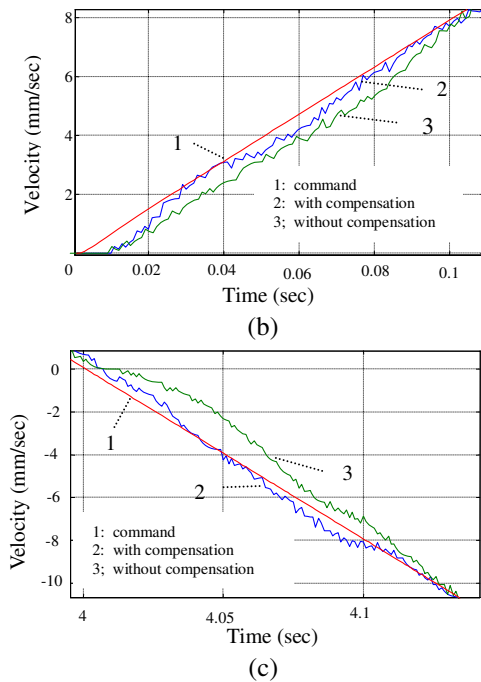 8
6
4
2
Velocity (mm/sec)
1
2
3
1: command
2: with compensation
3; without compensation
0 0.02 0.04 0.06 0.08 0.1
Time (sec)
(b)
0
-2
-4
-6
-8
-10
Velocity (mm/sec)
1
3
2
1: command
2: with compensation
3; without compensation
4 4.05 4.1
Time (sec)
(c)